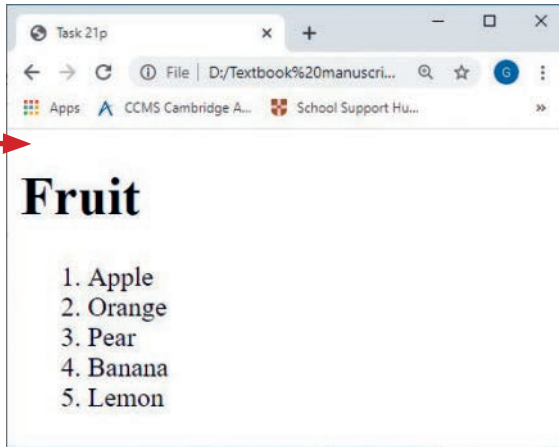 Task 21p
File D:/Textbook%20manuscri...
G
Apps CCMS Cambridge A... School Support Hu...
Fruit
1. Apple
2. Orange
3. Pear
4. Banana
5. Lemon